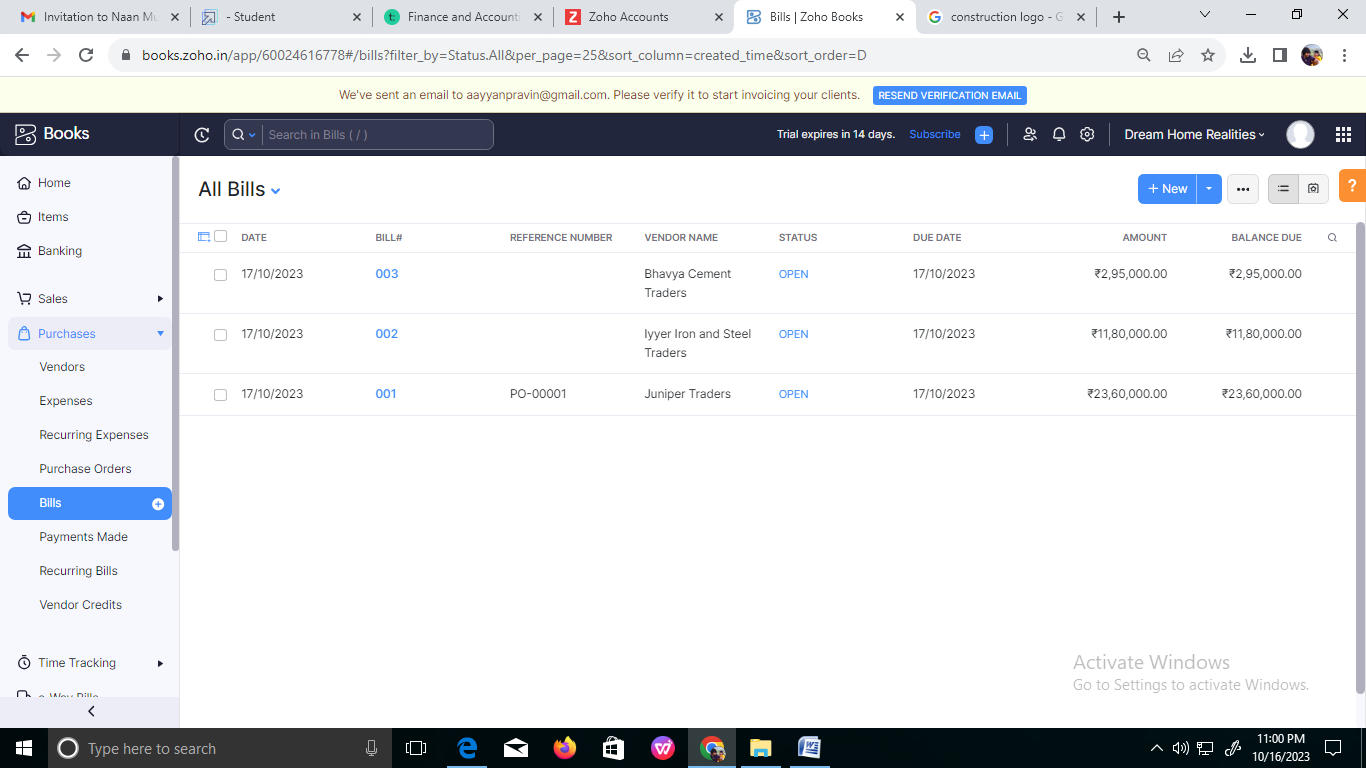 Invitation to Naan Mu
- Student
Finance and Account
Zoho Accounts
Bills | Zoho Books
construction logo - G
books.zoho.in/app/60024616778#/bills?filter_by=Status.All&per_page=25&sort_column=created_time&sort_order=D
We've sent an email to aayyanpravin@gmail.com. Please verify it to start invoicing your clients.
RESEND VERIFICATION EMAIL
Books
Search in Bills ( / )
Trial expires in 14 days.
Subscribe
Dream Home Realities
Home
Items
Banking
Sales
Purchases
Vendors
Expenses
Recurring Expenses
Purchase Orders
Bills
Payments Made
Recurring Bills
Vendor Credits
Time Tracking
e-Way Bills
All Bills
+ New
?
DATE BILL# REFERENCE NUMBER VENDOR NAME STATUS DUE DATE AMOUNT BALANCE DUE
17/10/2023 003 Bhavya Cement OPEN 17/10/2023 ₹2,95,000.00 ₹2,95,000.00
Traders
17/10/2023 002 Iyyer Iron and Steel OPEN 17/10/2023 ₹11,80,000.00 ₹11,80,000.00
Traders
17/10/2023 001 PO-00001 Juniper Traders OPEN 17/10/2023 ₹23,60,000.00 ₹23,60,000.00
Activate Windows
Go to Settings to activate Windows.
Type here to search
11:00 PM
10/16/2023